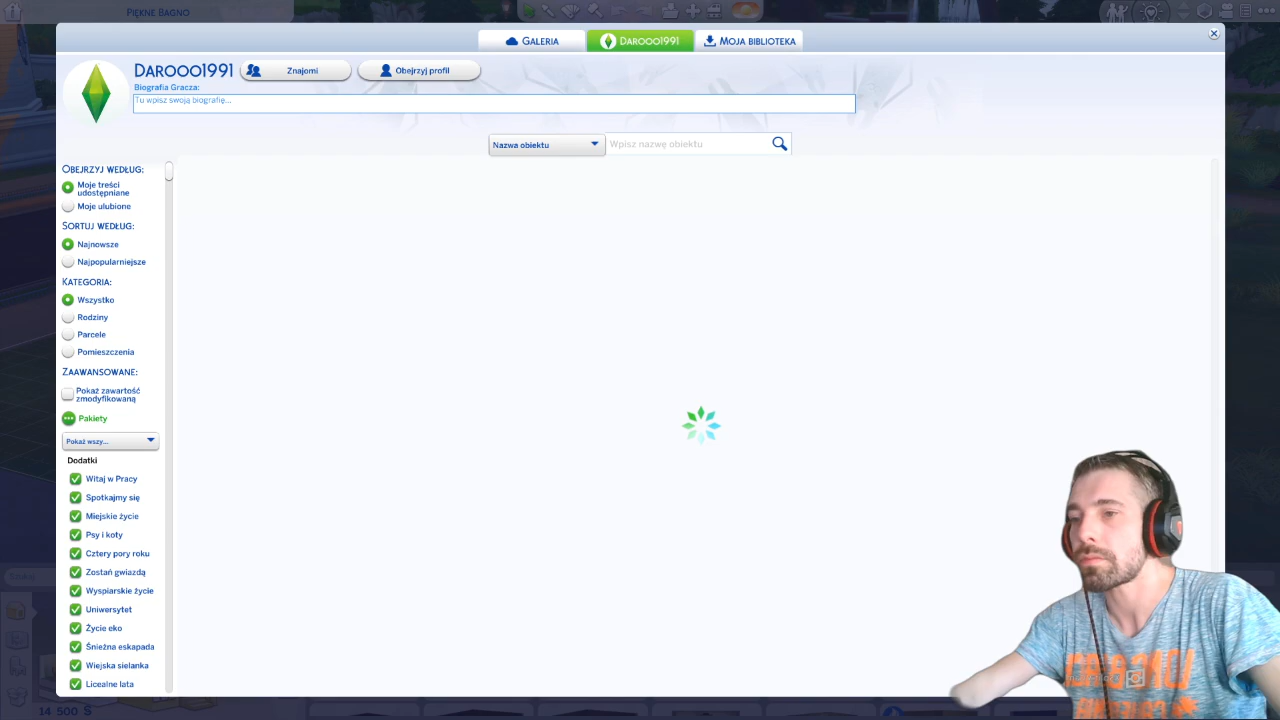 Piękne Bagno
Galeria
Darooo1991
Moja biblioteka
Darooo1991
Znajomi
Obejrzyj profil
Biografia Gracza:
Tu wpisz swoją biografię...
Nazwa obiektu
Wpisz nazwę obiektu
Obejrzyj według:
Moje treści
udostępniane
Moje ulubione
Sortuj według:
Najnowsze
Najpopularniejsze
Kategoria:
Wszystko
Rodziny
Parcele
Pomieszczenia
Zaawansowane:
Pokaż zawartość
zmodyfikowaną
Pakiety
Pokaż wszy...
Dodatki
Witaj w Pracy
Spotkajmy się
Miejskie życie
Psy i koty
Cztery pory roku
Zostań gwiazdą
Wyspiarskie życie
Uniwersytet
Życie eko
Śnieżna eskapada
Wiejska sielanka
Licealne lata
Szukaj
14 500 §